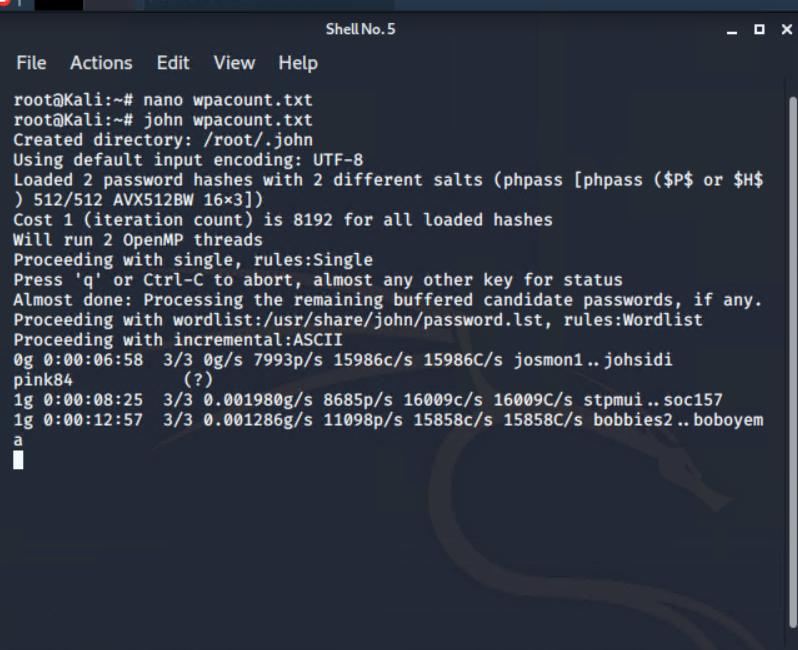 Shell No. 5
File Actions Edit View Help
root@Kali:~# nano wpacount.txt
root@Kali:~# john wpacount.txt
Created directory: /root/.john
Using default input encoding: UTF-8
Loaded 2 password hashes with 2 different salts (phpass [phpass ($P$ or $H$
) 512/512 AVX512BW 16×3])
Cost 1 (iteration count) is 8192 for all loaded hashes
Will run 2 OpenMP threads
Proceeding with single, rules:Single
Press 'q' or Ctrl-C to abort, almost any other key for status
Almost done: Processing the remaining buffered candidate passwords, if any.
Proceeding with wordlist:/usr/share/john/password.lst, rules:Wordlist
Proceeding with incremental:ASCII
0g 0:00:06:58  3/3 0g/s 7993p/s 15986c/s 15986C/s josmon1..johsidi
pink84           (?)
1g 0:00:08:25  3/3 0.001980g/s 8685p/s 16009c/s 16009C/s stpmui..soc157
1g 0:00:12:57  3/3 0.001286g/s 11098p/s 15858c/s 15858C/s bobbies2..boboyem
a